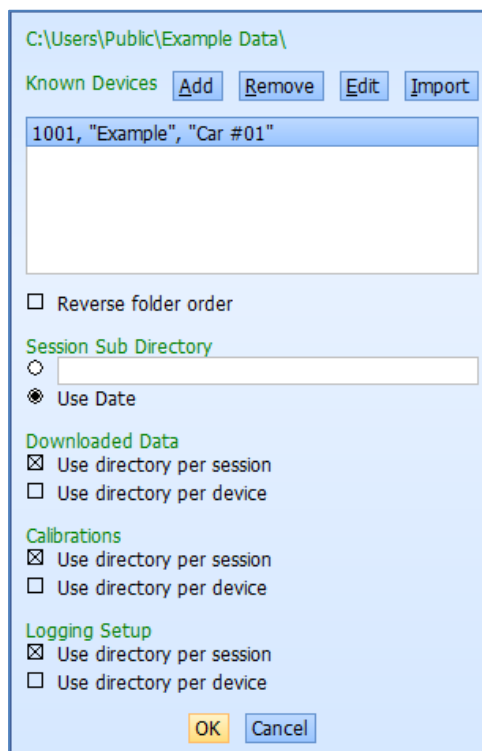 C:\Users\Public\Example Data\
Known Devices Add Remove Edit Import
1001, "Example", "Car #01"
Reverse folder order
Session Sub Directory
Use Date
Downloaded Data
Use directory per session
Use directory per device
Calibrations
Use directory per session
Use directory per device
Logging Setup
Use directory per session
Use directory per device
OK Cancel